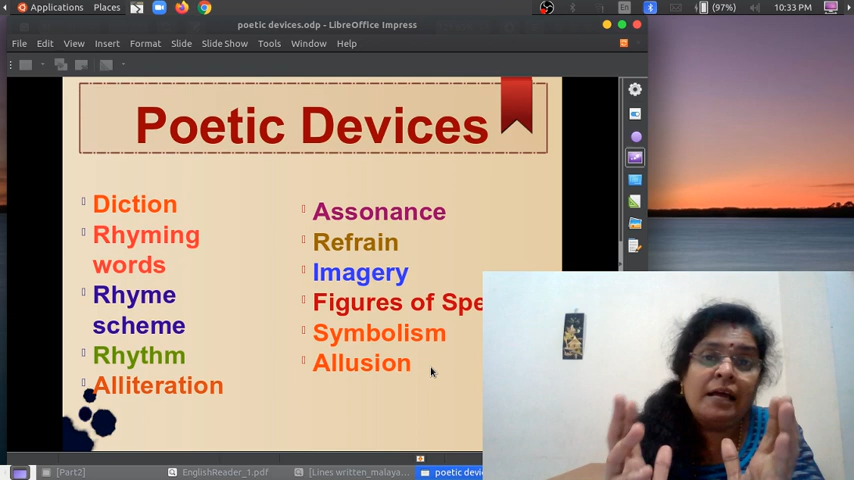 Applications Places En (97%) 10:33 PM
poetic devices.odp - LibreOffice Impress
File Edit View Insert Format Slide Slide Show Tools Window Help
Poetic Devices
Diction
Rhyming
words
Rhyme
scheme
Rhythm
Alliteration
Assonance
Refrain
Imagery
Figures of Spe
Symbolism
Allusion
[Part2] EnglishReader_1.pdf [Lines written_malaya... poetic devi